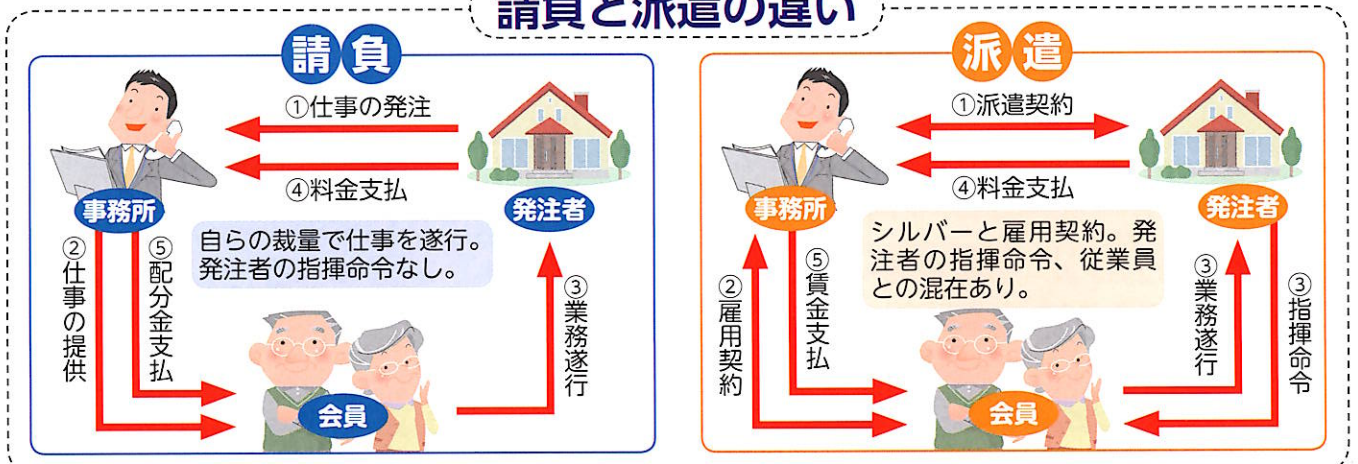 請負と派遣の違い
請負
①仕事の発注
④料金支払
事務所
発注者
自らの裁量で仕事を遂行。
発注者の指揮命令なし。
②仕事の提供
⑤配分金支払
③業務遂行
会員
派遣
①派遣契約
④料金支払
事務所
発注者
シルバーと雇用契約。発
注者の指揮命令、従業員
との混在あり。
②雇用契約
⑤賃金支払
③業務遂行
③指揮命令
会員